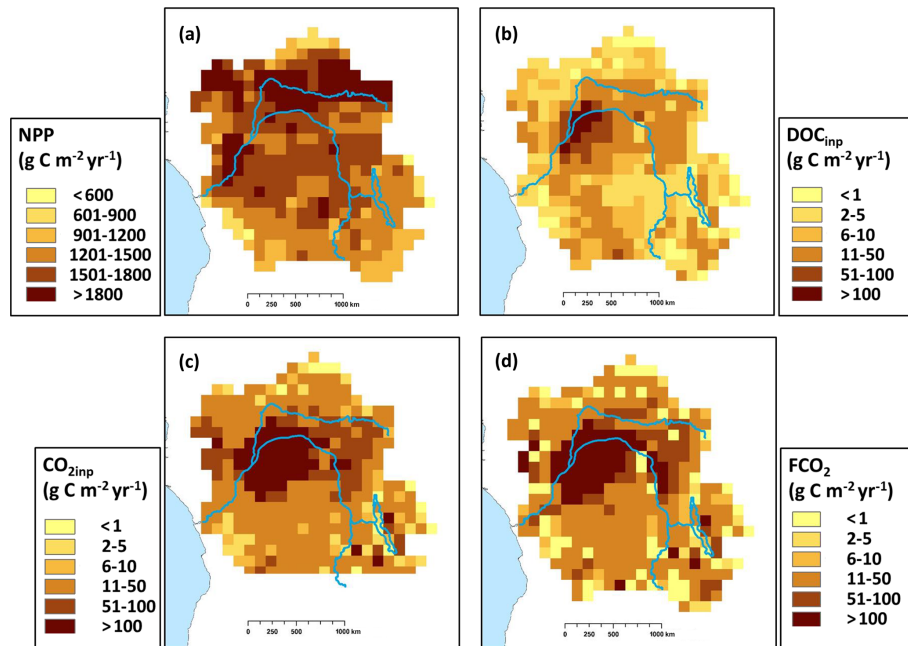 (a)
(b)
NPP
(g C m⁻² yr⁻¹)
<600
601-900
901-1200
1201-1500
1501-1800
>1800
0 250 500 1000 km
0 250 500 1000 km
DOCinp
(g C m⁻² yr⁻¹)
<1
2-5
6-10
11-50
51-100
>100
(c)
(d)
CO2inp
(g C m⁻² yr⁻¹)
<1
2-5
6-10
11-50
51-100
>100
0 250 500 1000 km
0 250 500 1000 km
FCO2
(g C m⁻² yr⁻¹)
<1
2-5
6-10
11-50
51-100
>100